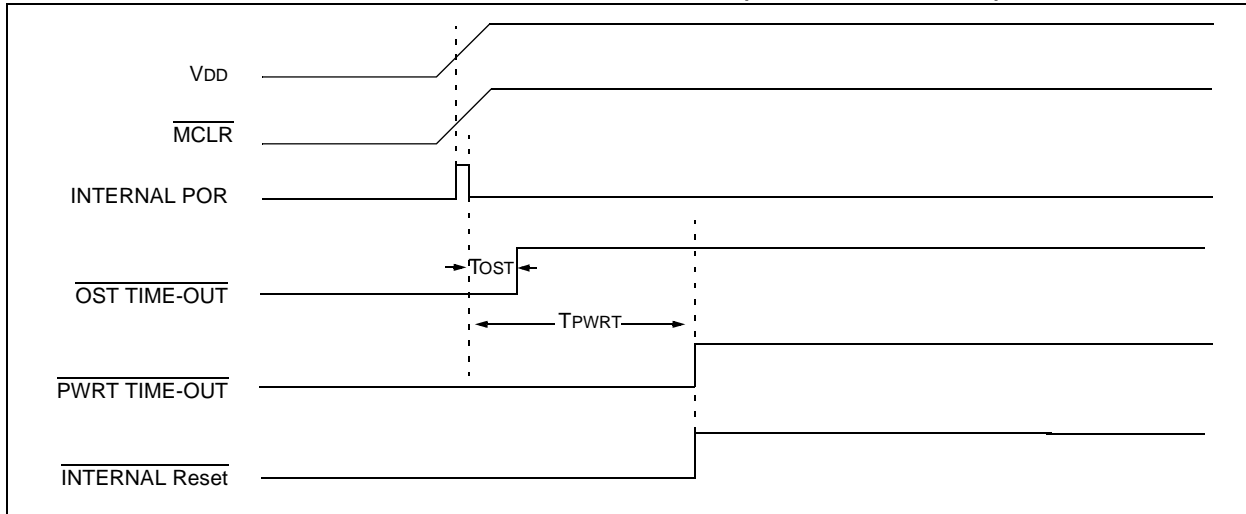 VDD
MCLR
INTERNAL POR
TOST
OST TIME-OUT
TPWRT
PWRT TIME-OUT
INTERNAL Reset